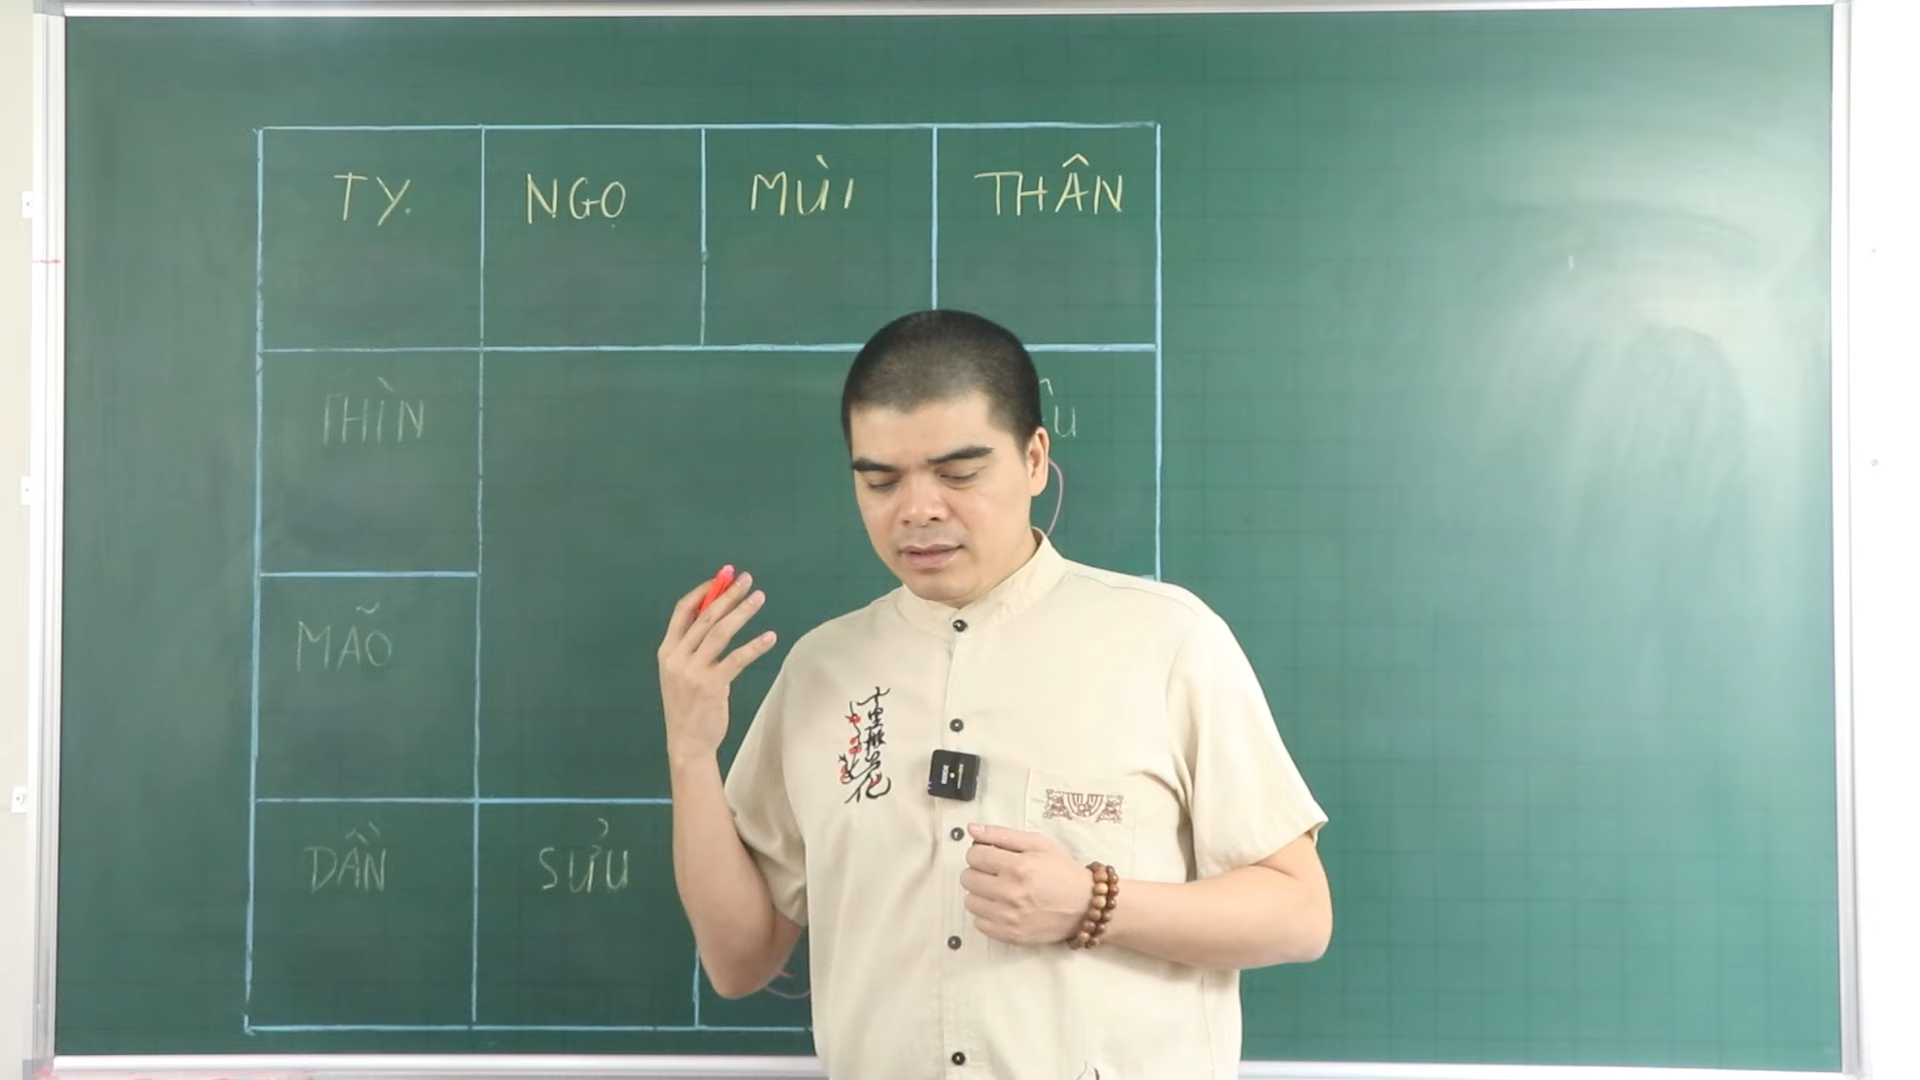 TỴ
NGỌ
MÙI
THÂN
THÌN
MÃO
DẦN
SỬU